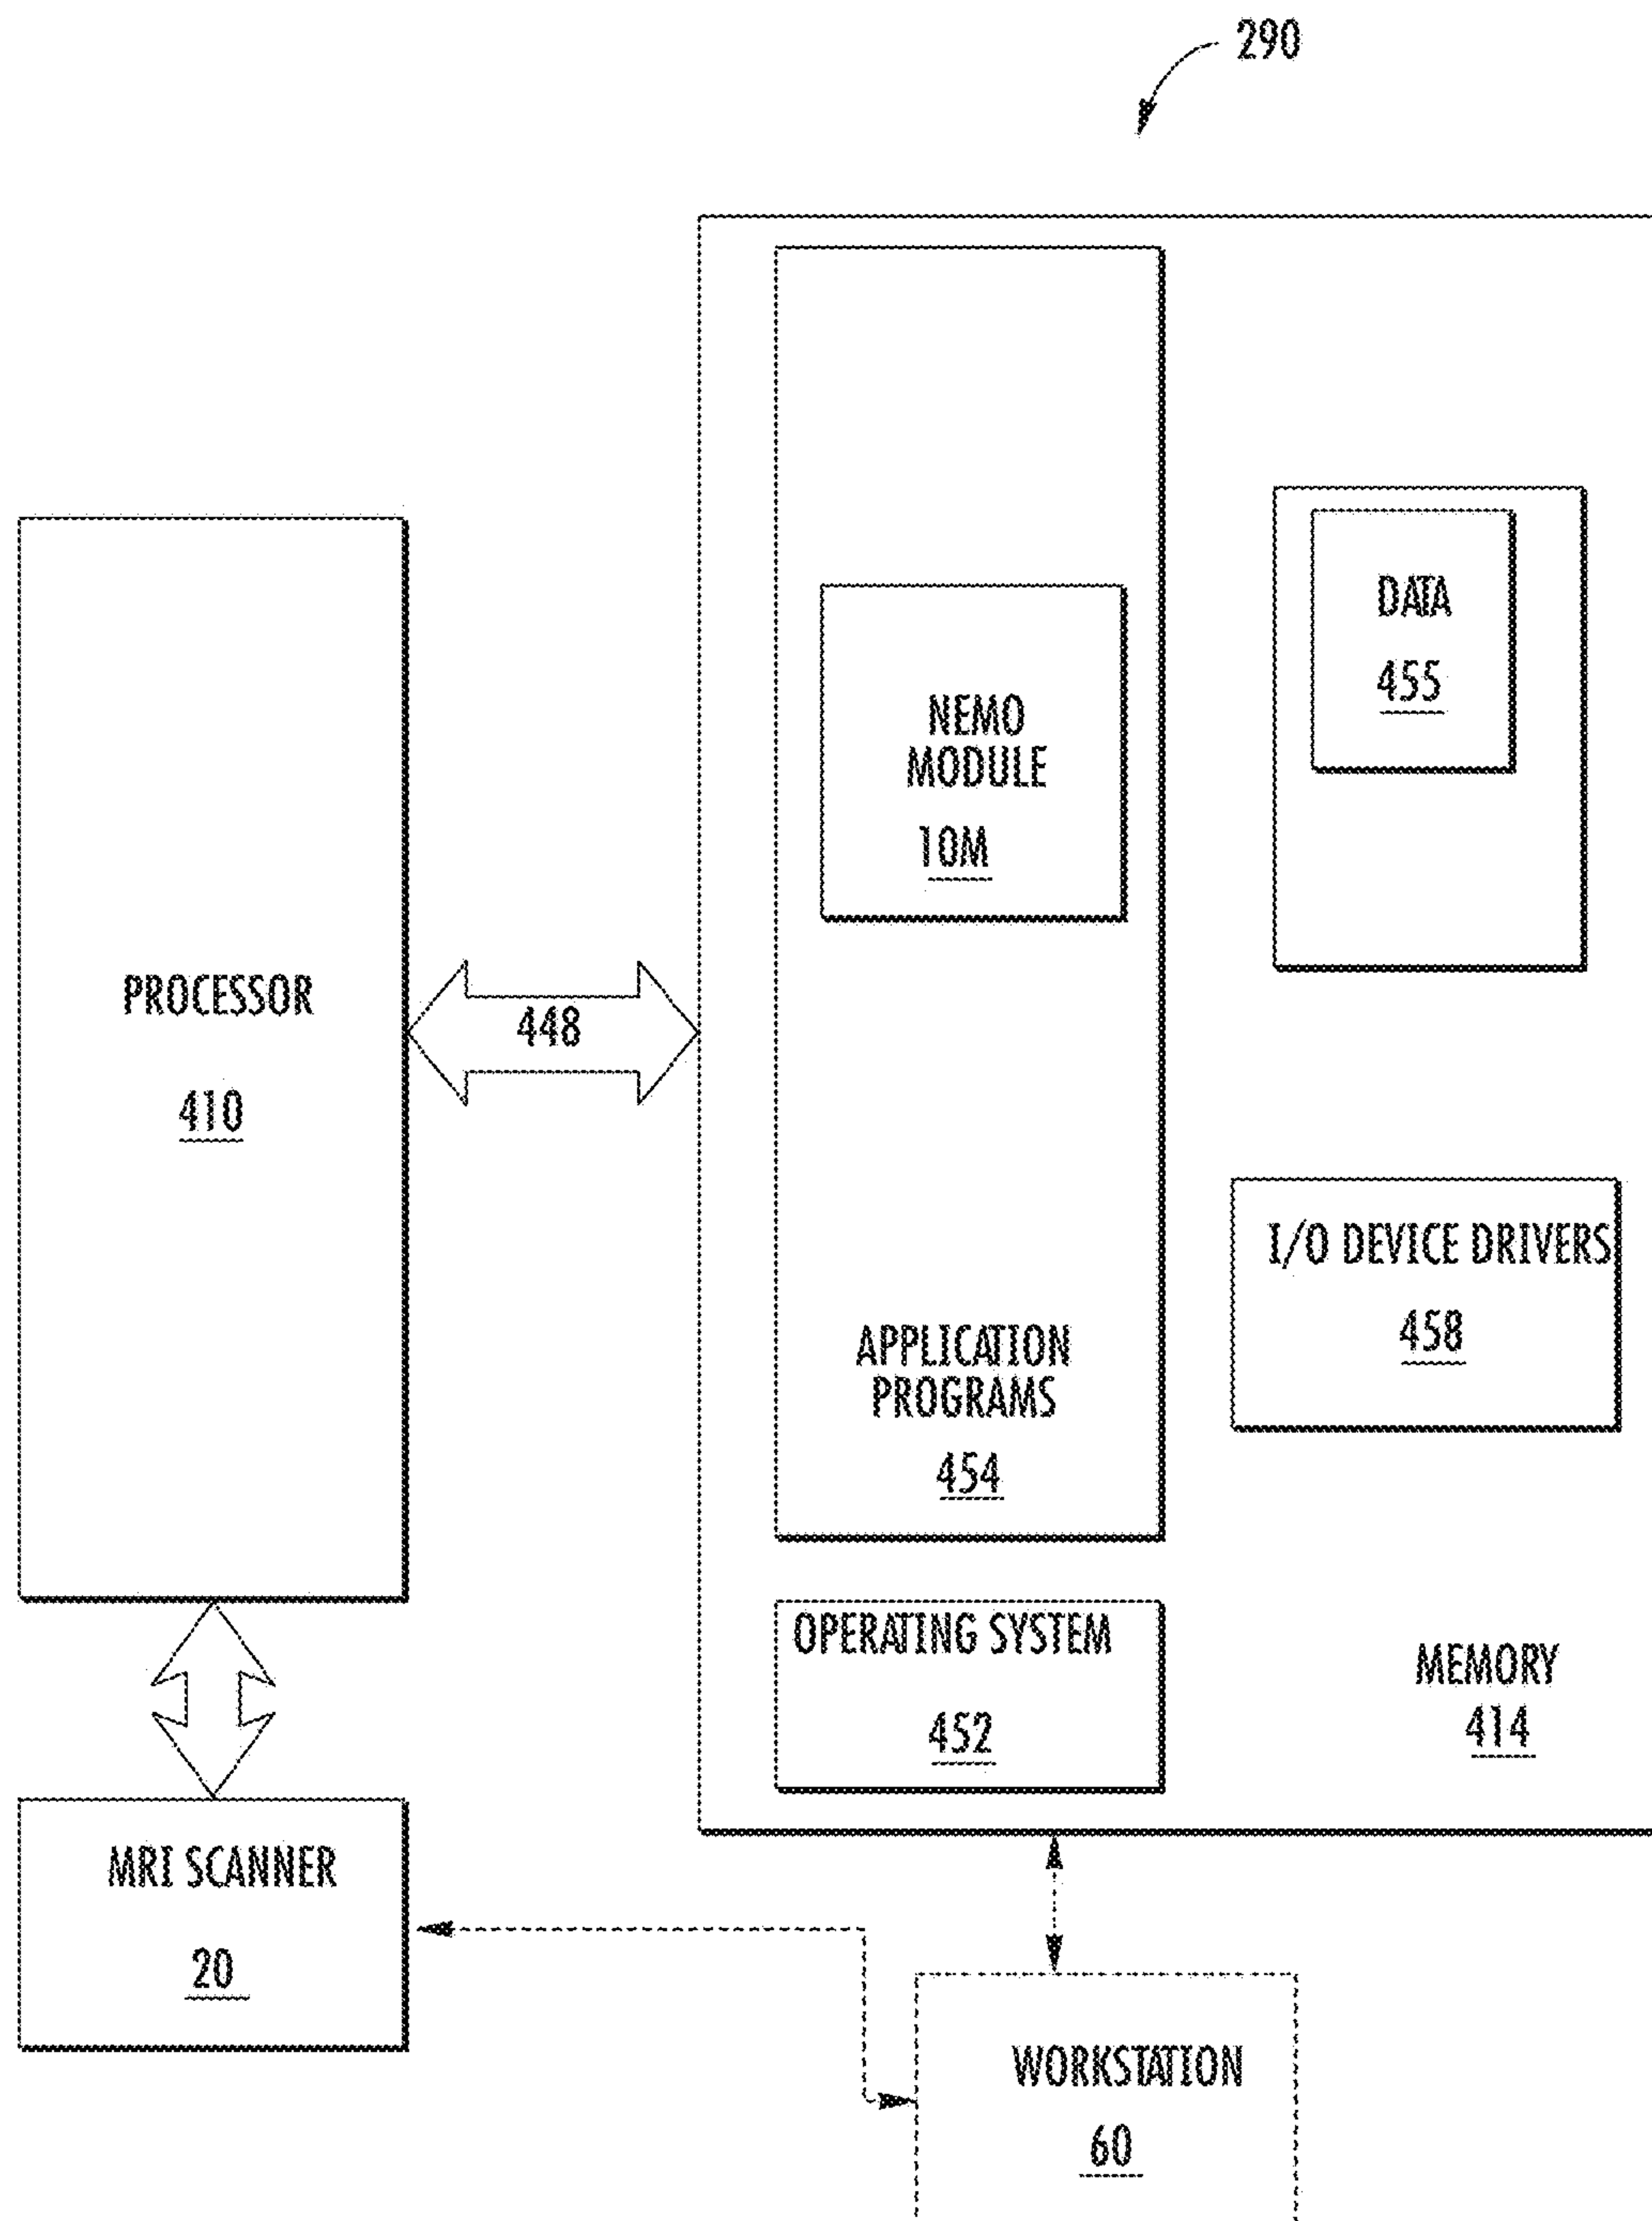 290
DATA
455
NEMO
MODULE
10M
PROCESSOR
410
448
I/O DEVICE DRIVERS
458
APPLICATION
PROGRAMS
454
OPERATING SYSTEM
452
MEMORY
414
MRI SCANNER
20
WORKSTATION
60